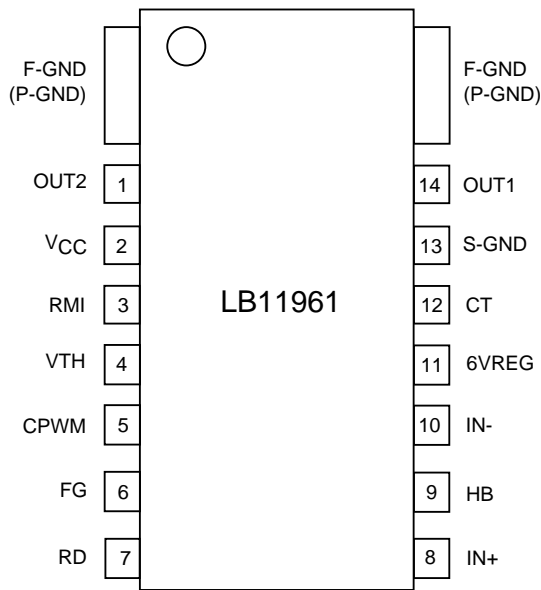 F-GND
(P-GND)
F-GND
(P-GND)
OUT2 1
14 OUT1
VCC 2
13 S-GND
RMI 3
LB11961
12 CT
VTH 4
11 6VREG
CPWM 5
10 IN-
FG 6
9 HB
RD 7
8 IN+